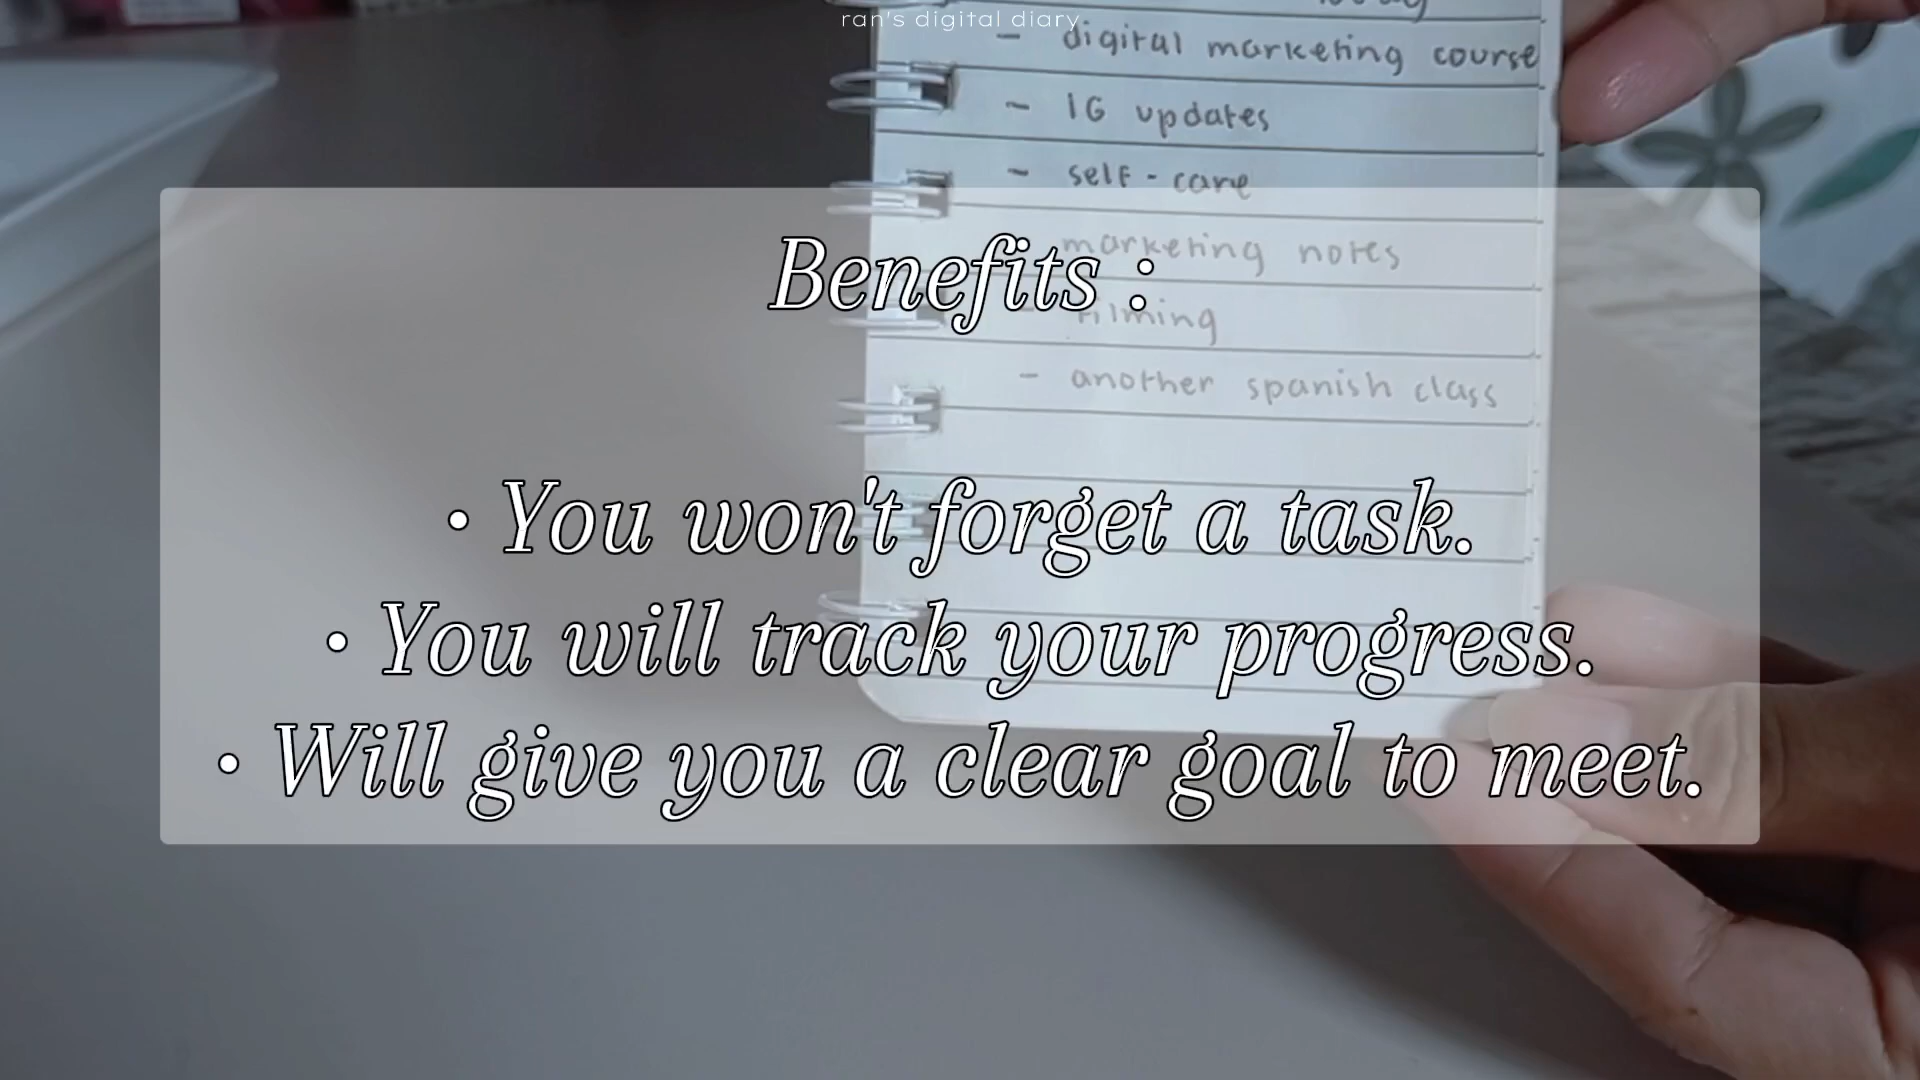 ran's digital diary
- digital marketing course
- IG updates
- self-care
marketing notes
Benefits :
- filming
- another spanish class
• You won't forget a task.
• You will track your progress.
• Will give you a clear goal to meet.